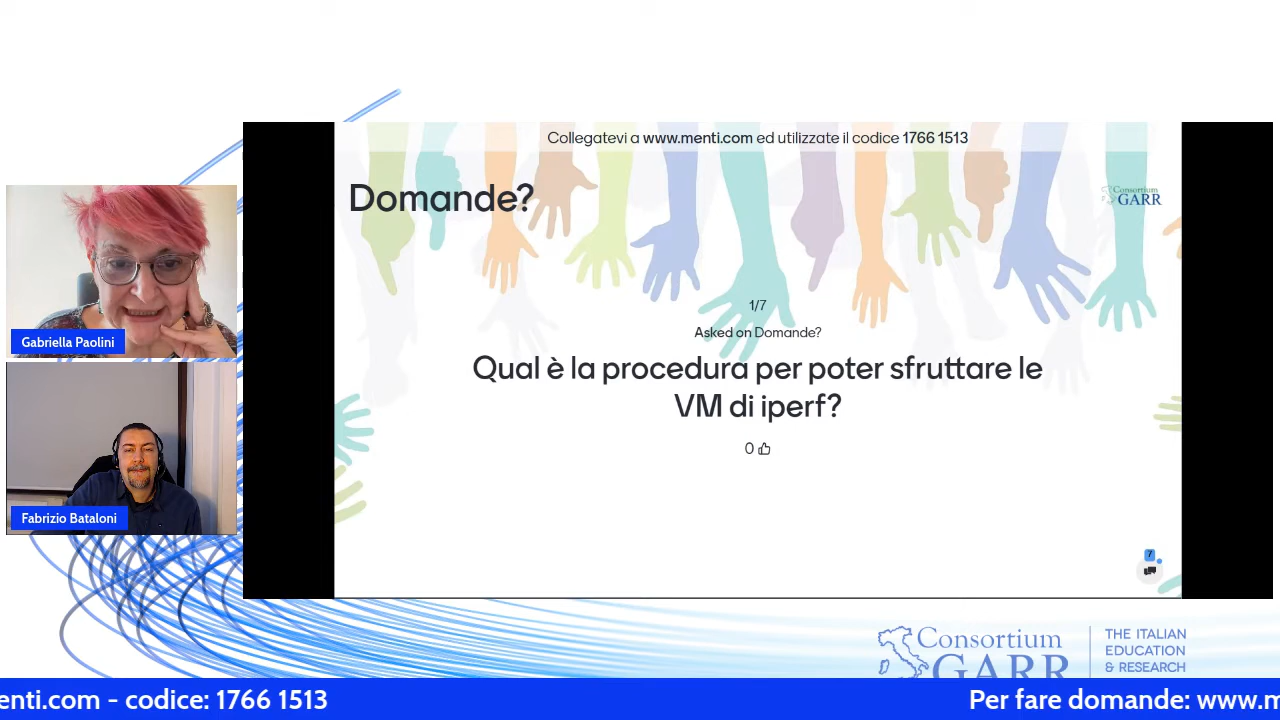 Collegatevi a www.menti.com ed utilizzate il codice 1766 1513
Domande?
Consortium
GARR
1/7
Asked on Domande?
Qual è la procedura per poter sfruttare le
VM di iperf?
0
7
Gabriella Paolini
Fabrizio Bataloni
Consortium
GARR
THE ITALIAN
EDUCATION
& RESEARCH
enti.com - codice: 1766 1513
Per fare domande: www.m